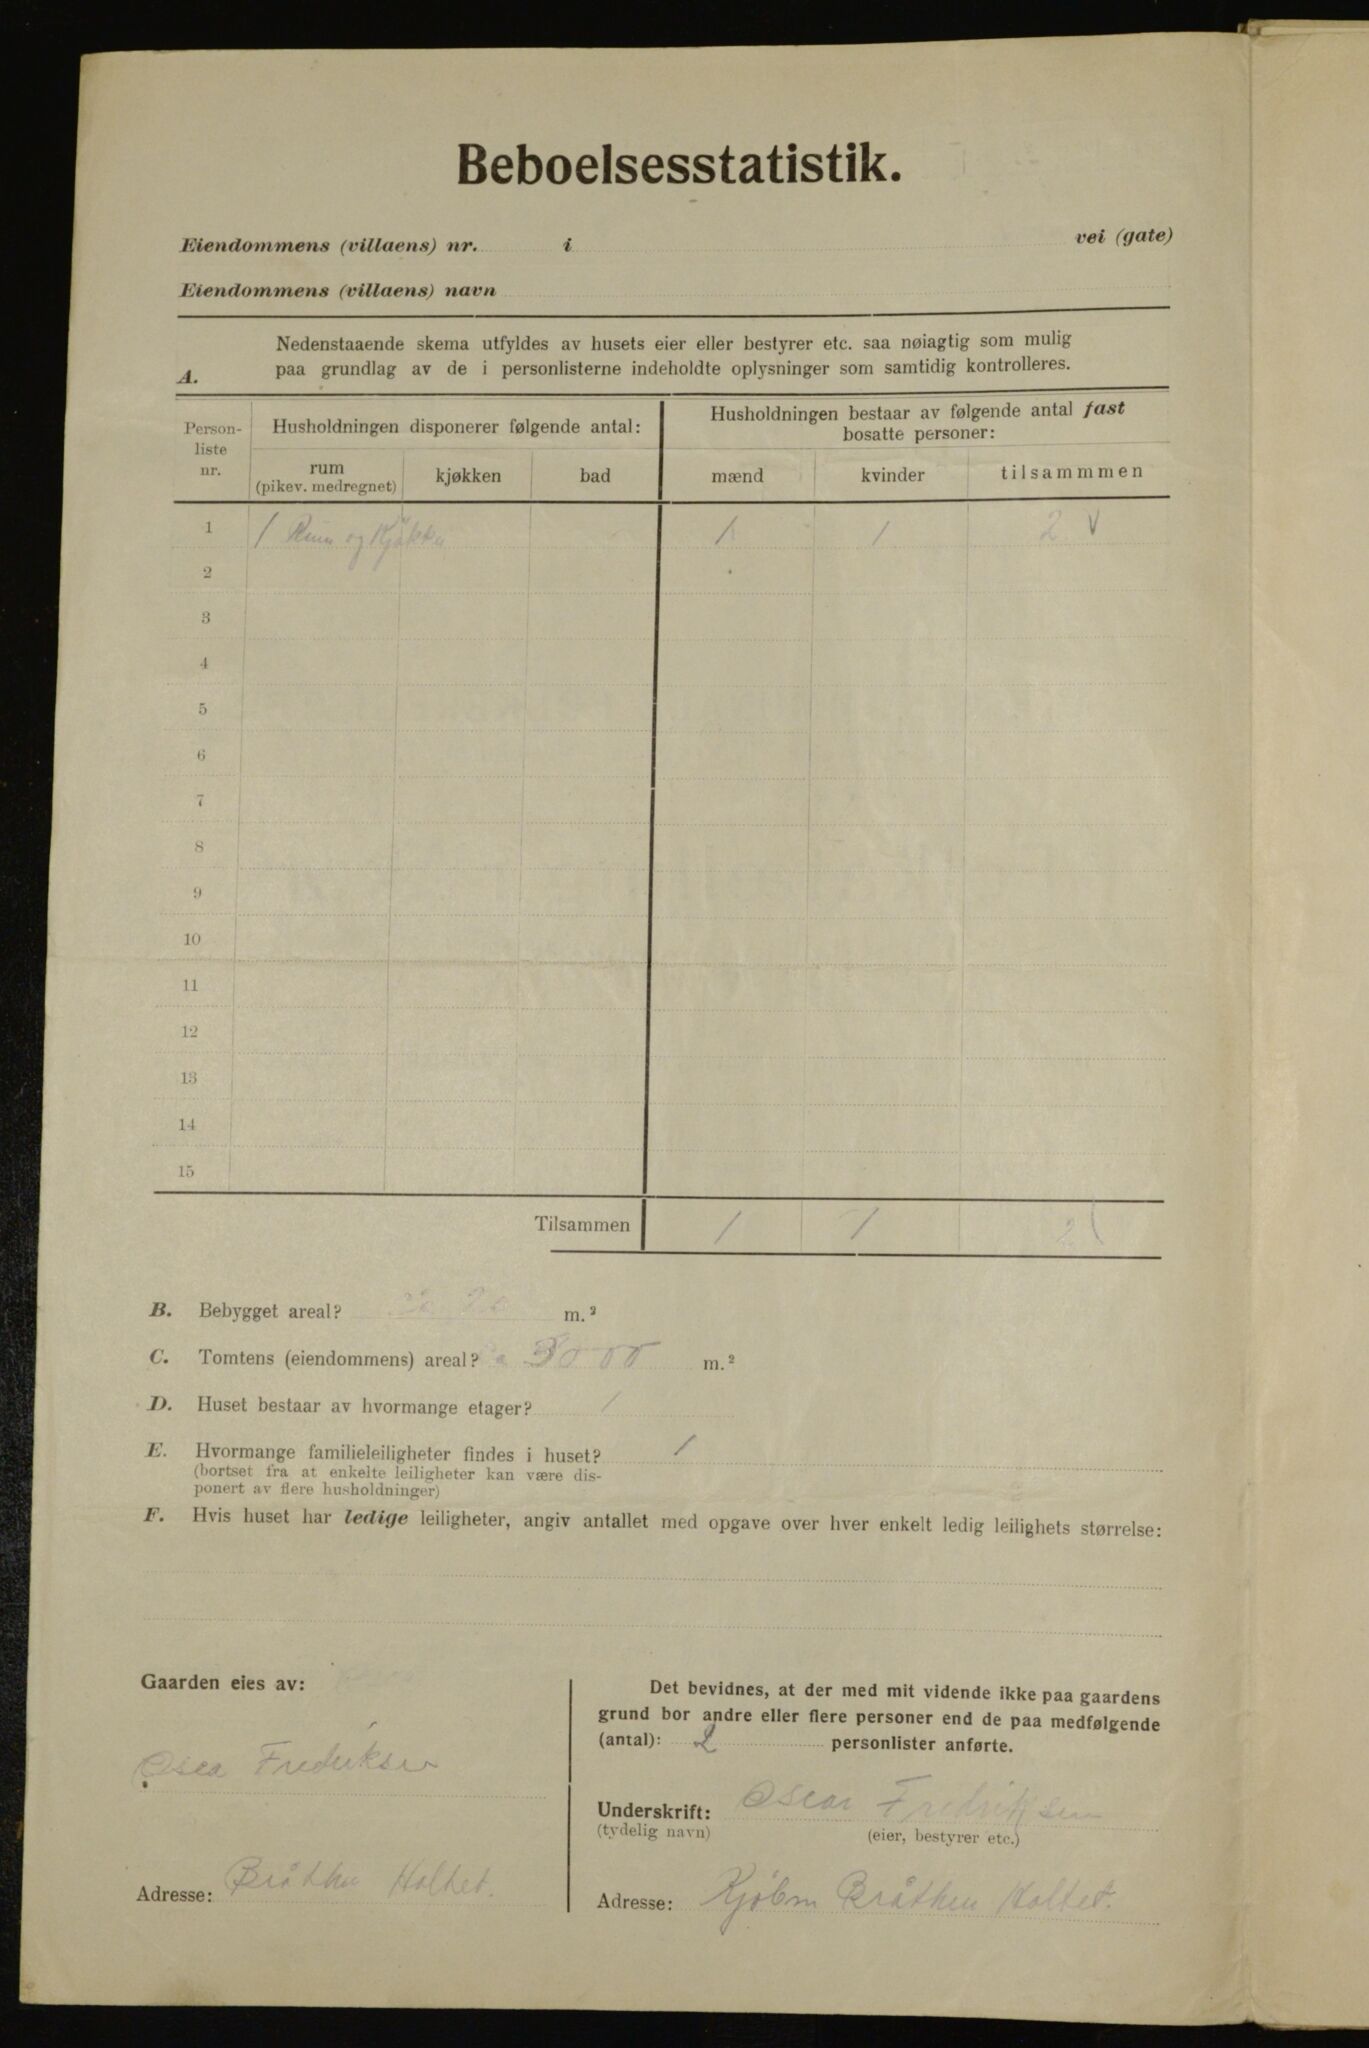 Beboelsesstatistik.
Eiendommens (villaens) nr. i vei (gate)
Eiendommens (villaens) navn
A. Nedenstaaende skema utfyldes av husets eier eller bestyrer etc. saa nøiagtig som mulig
paa grundlag av de i personlisterne indeholdte oplysninger som samtidig kontrolleres.
Person-
liste
nr.
Husholdningen disponerer følgende antal:
rum
(pikev. medregnet)
kjøkken
bad
Husholdningen bestaar av følgende antal fast
bosatte personer:
mænd
kvinder
tilsammmen
1 1 Rum og Kjökken 1 1 2 V
2
3
4
5
6
7
8
9
10
11
12
13
14
15
Tilsammen 1 1 2
B. Bebygget areal? m.²
C. Tomtens (eiendommens) areal? 3000 m.²
D. Huset bestaar av hvormange etager? 1
E. Hvormange familieleiligheter findes i huset? 1
(bortset fra at enkelte leiligheter kan være dis-
ponert av flere husholdninger)
F. Hvis huset har ledige leiligheter, angiv antallet med opgave over hver enkelt ledig leilighets størrelse:
Gaarden eies av:
Fredriksen
Adresse: Bråthen Holtet.
Det bevidnes, at der med mit vidende ikke paa gaardens
grund bor andre eller flere personer end de paa medfølgende
(antal): 2 personlister anførte.
Underskrift: Oscar Fredriksen
(tydelig navn) (eier, bestyrer etc.)
Adresse: Bråthen Holtet.